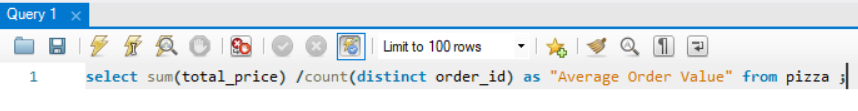 Query 1
Limit to 100 rows
1 select sum(total_price) /count(distinct order_id) as "Average Order Value" from pizza ;